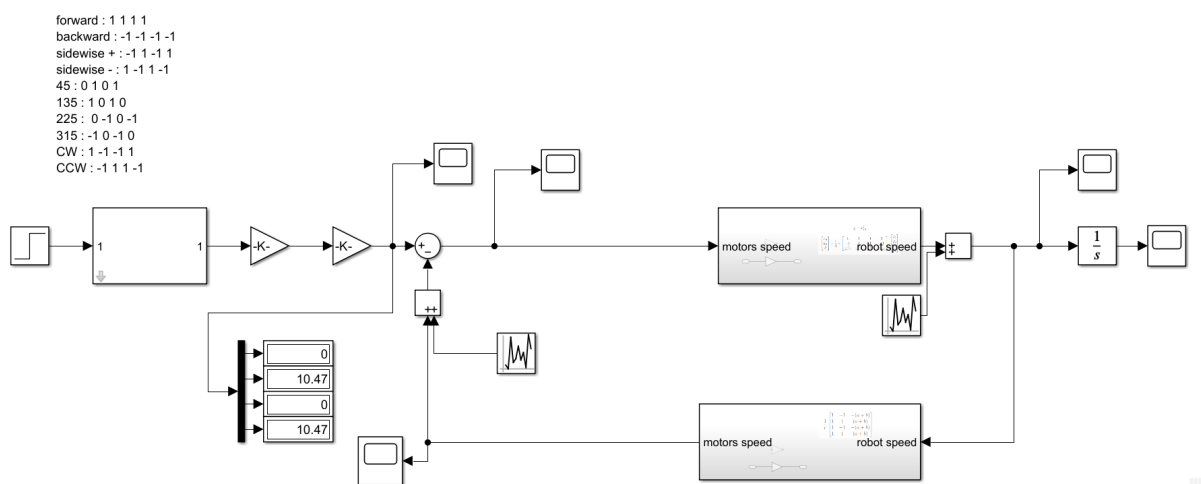 forward : 1 1 1 1
backward : -1 -1 -1 -1
sidewise + : -1 1 -1 1
sidewise - : 1 -1 1 -1
45 : 0 1 0 1
135 : 1 0 1 0
225 :  0 -1 0 -1
315 : -1 0 -1 0
CW : 1 -1 -1 1
CCW : -1 1 1 -1
1 1
-K-
-K-
+ −
motors speed
robot speed
+ +
1
s
++
0
10.47
0
10.47
motors speed
robot speed